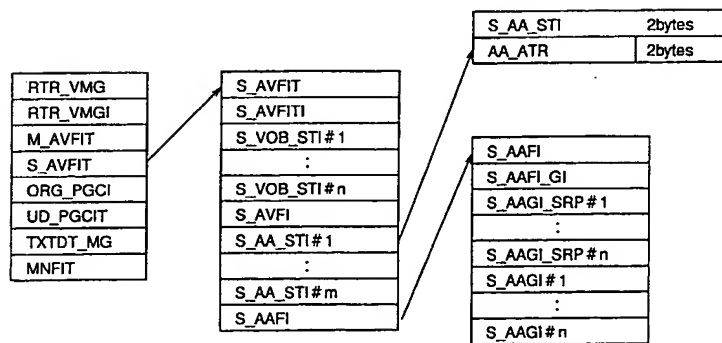 RTR_VMG
RTR_VMGI
M_AVFIT
S_AVFIT
ORG_PGCI
UD_PGCIT
TXTDT_MG
MNFIT
S_AVFIT
S_AVFITI
S_VOB_STI#1
:
S_VOB_STI#n
S_AVFI
S_AA_STI#1
:
S_AA_STI#m
S_AAFI
S_AA_STI 2bytes
AA_ATR 2bytes
S_AAFI
S_AAFI_GI
S_AAGI_SRP#1
:
S_AAGI_SRP#n
S_AAGI#1
:
S_AAGI#n